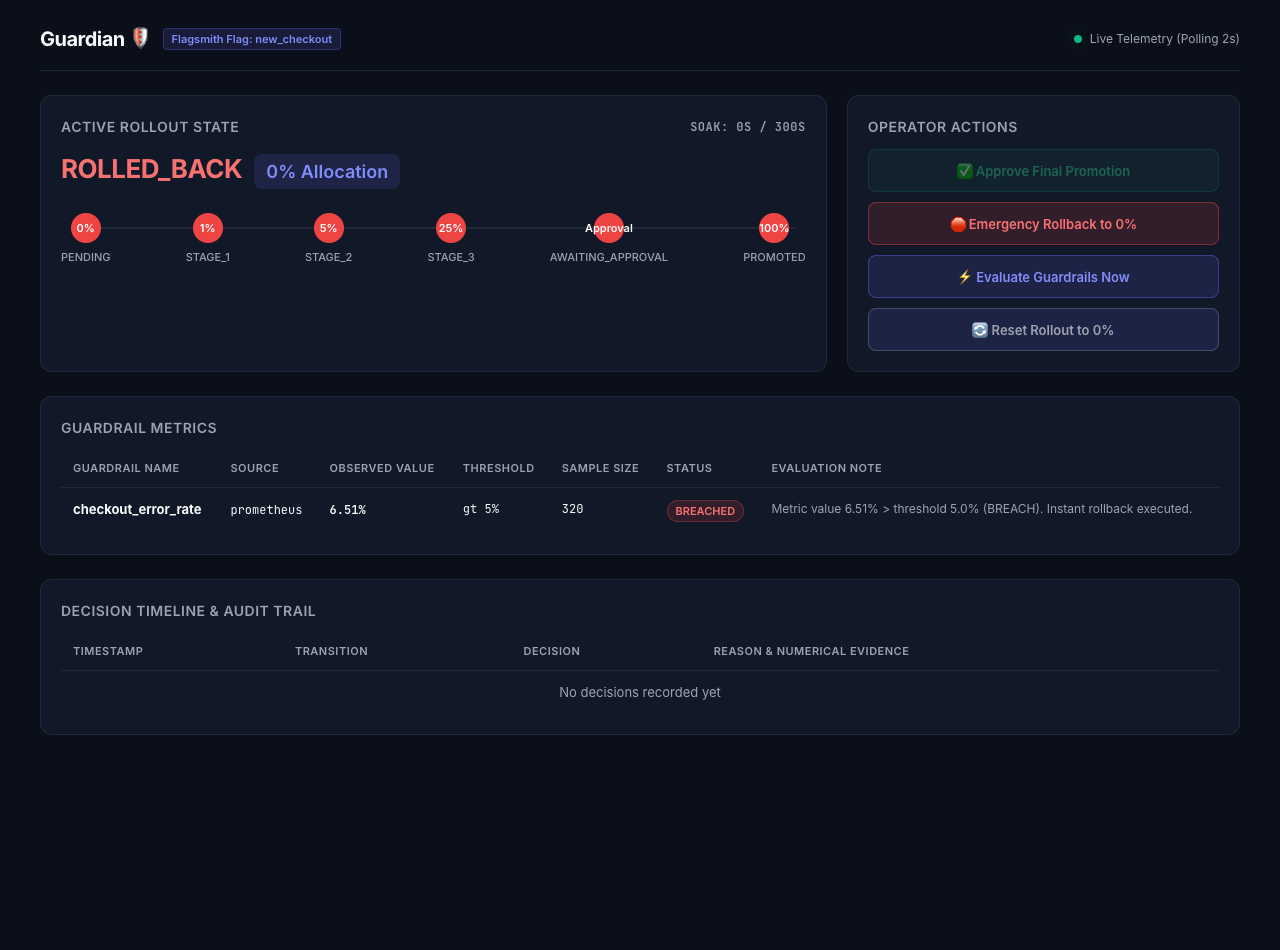 Guardian
Flagsmith Flag: new_checkout
Live Telemetry (Polling 2s)
ACTIVE ROLLOUT STATE
SOAK: 0S / 300S
ROLLED_BACK
0% Allocation
0% 1% 5% 25% Approval 100%
PENDING STAGE_1 STAGE_2 STAGE_3 AWAITING_APPROVAL PROMOTED
OPERATOR ACTIONS
✅ Approve Final Promotion
🛑 Emergency Rollback to 0%
⚡ Evaluate Guardrails Now
🔄 Reset Rollout to 0%
GUARDRAIL METRICS
GUARDRAIL NAME SOURCE OBSERVED VALUE THRESHOLD SAMPLE SIZE STATUS EVALUATION NOTE
checkout_error_rate prometheus 6.51% gt 5% 320 BREACHED Metric value 6.51% > threshold 5.0% (BREACH). Instant rollback executed.
DECISION TIMELINE & AUDIT TRAIL
TIMESTAMP TRANSITION DECISION REASON & NUMERICAL EVIDENCE
No decisions recorded yet